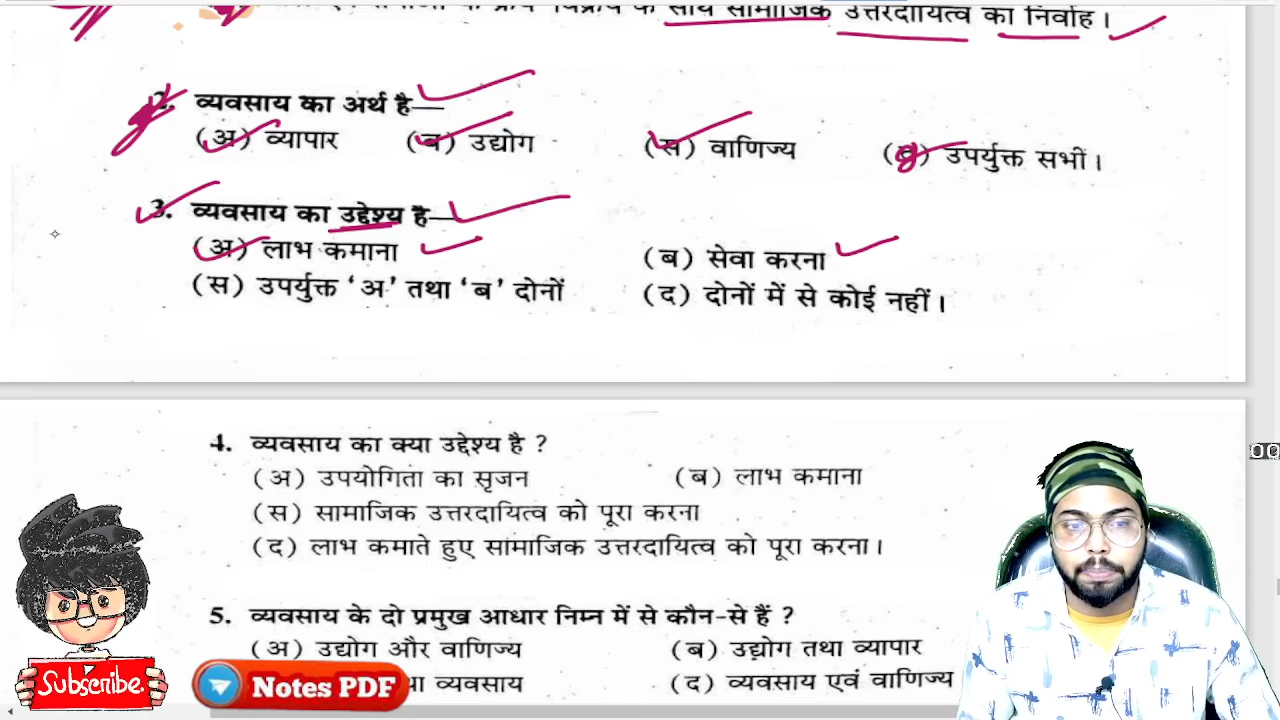 के साथ सामाजिक उत्तरदायित्व का निर्वाह।
2. व्यवसाय का अर्थ है—
(अ) व्यापार (ब) उद्योग (स) वाणिज्य (द) उपर्युक्त सभी।
3. व्यवसाय का उद्देश्य है—
(अ) लाभ कमाना (ब) सेवा करना
(स) उपर्युक्त ‘अ’ तथा ‘ब’ दोनों (द) दोनों में से कोई नहीं।
4. व्यवसाय का क्या उद्देश्य है ?
(अ) उपयोगिता का सृजन (ब) लाभ कमाना
(स) सामाजिक उत्तरदायित्व को पूरा करना
(द) लाभ कमाते हुए सामाजिक उत्तरदायित्व को पूरा करना।
5. व्यवसाय के दो प्रमुख आधार निम्न में से कौन-से हैं ?
(अ) उद्योग और वाणिज्य (ब) उद्योग तथा व्यापार
व्यवसाय (द) व्यवसाय एवं वाणिज्य
Subscribe.
Notes PDF